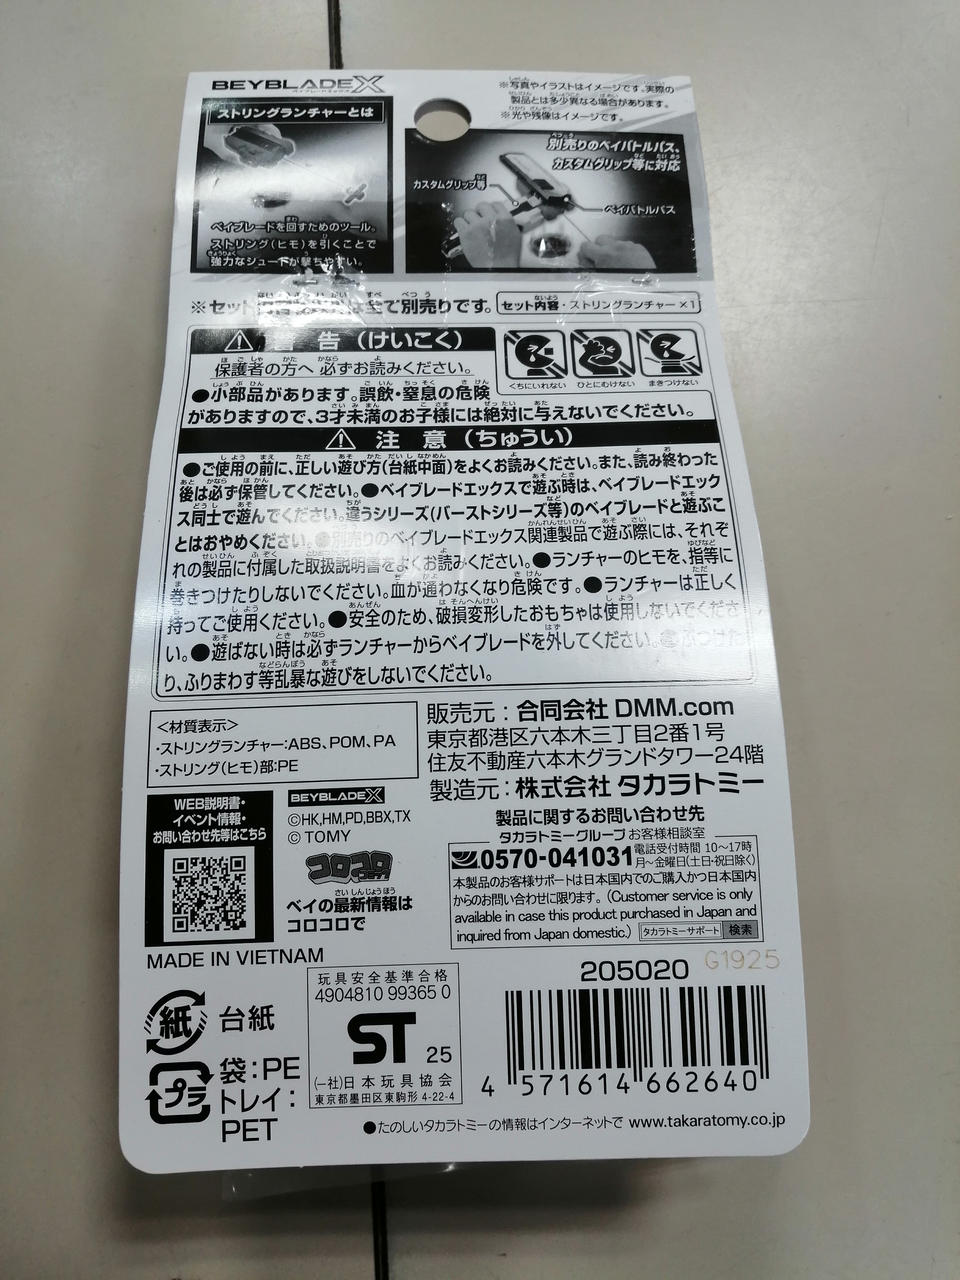 BEYBLADE X
ベイブレードエックス
ストリングランチャーとは
ベイブレードを回すためのツール。
ストリング(ヒモ)を引くことで
強力なシュートが撃ちやすい。
※写真やイラストはイメージです。実際の
製品とは多少異なる場合があります。
※光や残像はイメージです。
別売りのベイバトルパス。
カスタムグリップ等に対応
カスタムグリップ等
ベイバトルパス
※セット内容以外は全て別売りです。
セット内容・ストリングランチャー×1
警告(けいこく)
保護者の方へ 必ずお読みください。
●小部品があります。誤飲・窒息の危険
がありますので、3才未満のお子様には絶対に与えないでください。
くちにいれない ひとにむけない まきつけない
注意(ちゅうい)
●ご使用の前に、正しい遊び方(台紙中面)をよくお読みください。また、読み終わった
後は必ず保管してください。●ベイブレードエックスで遊ぶ時は、ベイブレードエック
ス同士で遊んでください。違うシリーズ(バーストシリーズ等)のベイブレードと遊ぶこ
とはおやめください。●別売りのベイブレードエックス関連製品で遊ぶ際には、それぞ
れの製品に付属した取扱説明書をよくお読みください。●ランチャーのヒモを、指等に
巻きつけたりしないでください。血が通わなくなり危険です。●ランチャーは正しく
持ってご使用ください。●安全のため、破損変形したおもちゃは使用しないでくださ
い。●遊ばない時は必ずランチャーからベイブレードを外してください。●ぶつけた
り、ふりまわす等乱暴な遊びをしないでください。
<材質表示>
・ストリングランチャー:ABS、POM、PA
・ストリング(ヒモ)部:PE
販売元:合同会社 DMM.com
東京都港区六本木三丁目2番1号
住友不動産六本木グランドタワー24階
製造元:株式会社 タカラトミー
WEB説明書・
イベント情報・
お問い合わせ先等はこちら
BEYBLADE X
©HK,HM,PD,BBX,TX
© TOMY
コロコロ
コミック
ベイの最新情報は
コロコロで
製品に関するお問い合わせ先
タカラトミーグループ お客様相談室
0570-041031
電話受付時間 10〜17時
月〜金曜日(土日・祝日除く)
本製品のお客様サポートは日本国内でのご購入かつ日本国内
からのお問い合わせに限ります。(Customer service is only
available in case this product purchased in Japan and
inquired from Japan domestic.) タカラトミーサポート 検索
MADE IN VIETNAM
紙 台紙
プラ 袋:PE
トレイ:
PET
玩具安全基準合格
4904810 99365 0
ST 25
(一社)日本玩具協会
東京都墨田区東駒形 4-22-4
205020 G1925
4 571614 662640
●たのしいタカラトミーの情報はインターネットで www.takaratomy.co.jp